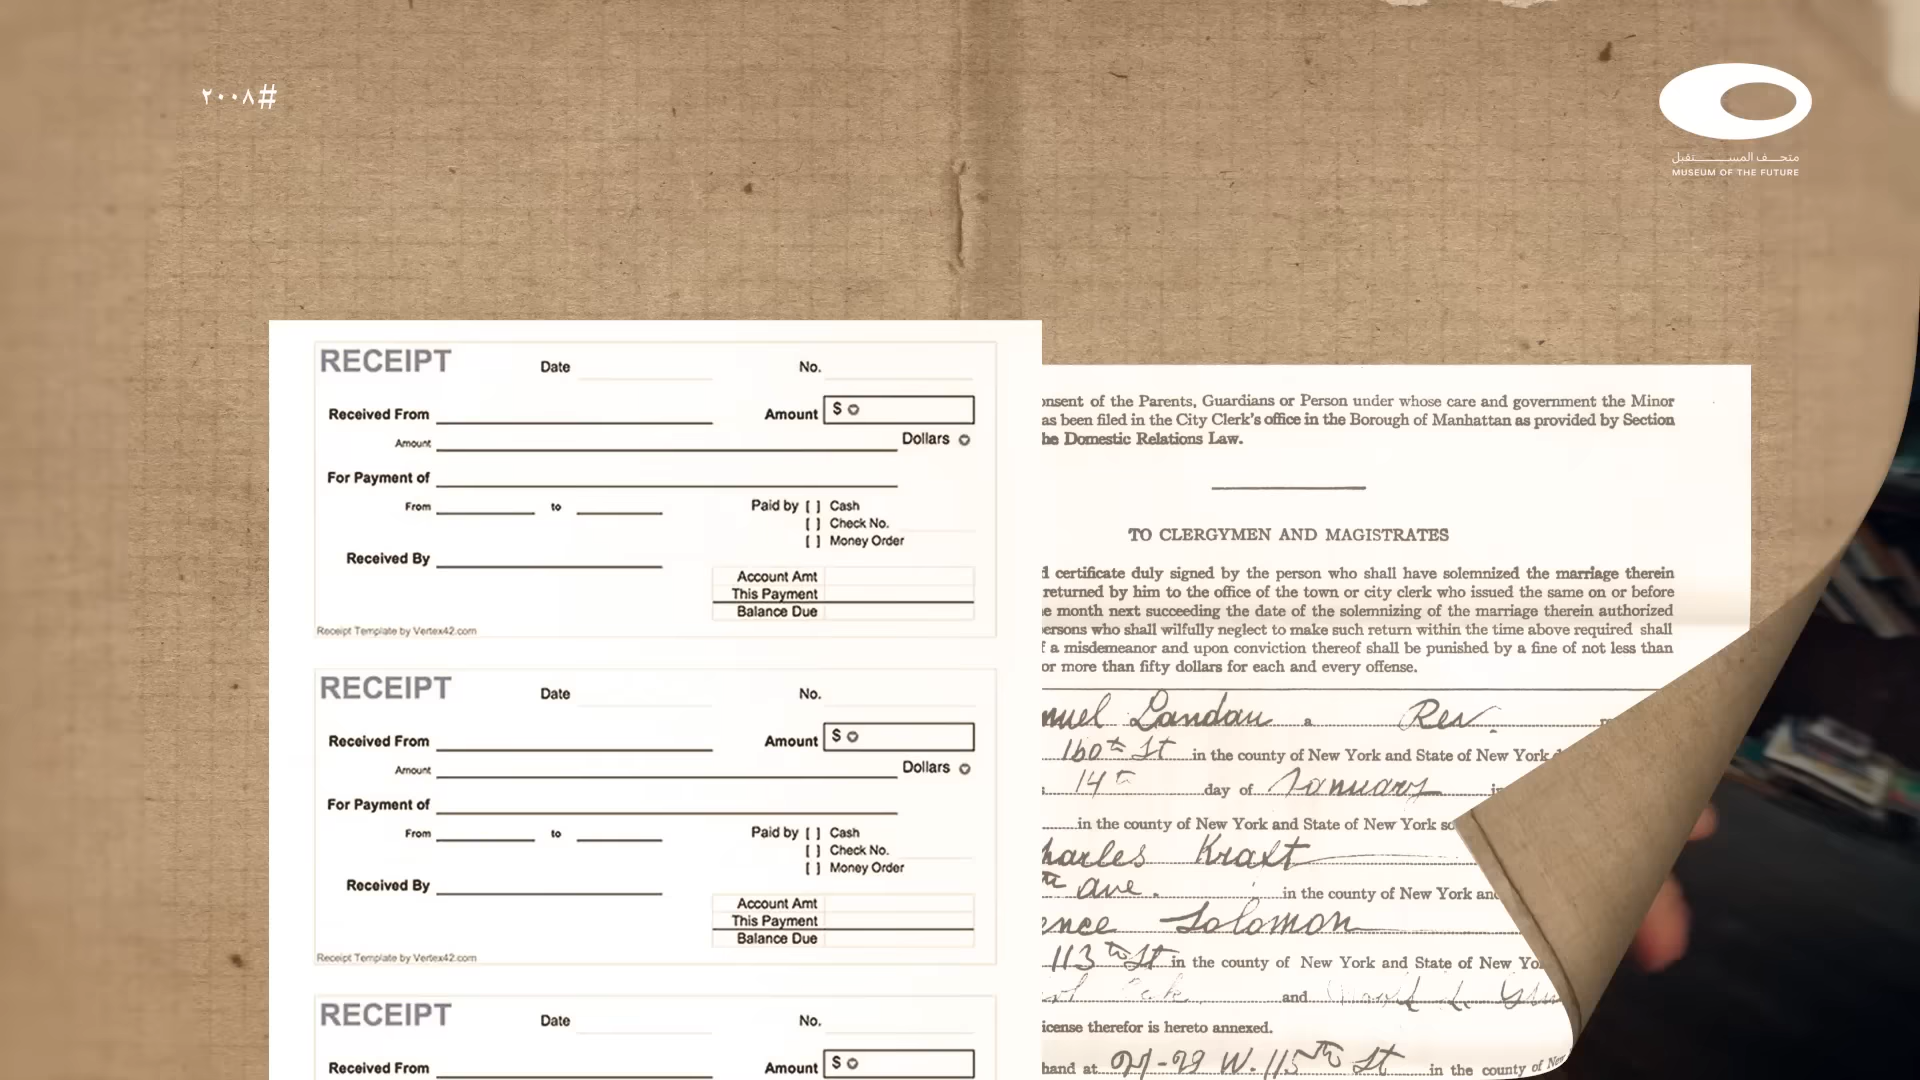 #٢٠٠٨
متحف المستقبل
MUSEUM OF THE FUTURE
RECEIPT Date No.
Received From Amount $
Amount Dollars
For Payment of
From to Paid by [ ] Cash
[ ] Check No.
[ ] Money Order
Received By
Account Amt
This Payment
Balance Due
Receipt Template by Vertex42.com
RECEIPT Date No.
Received From Amount $
Amount Dollars
For Payment of
From to Paid by [ ] Cash
[ ] Check No.
[ ] Money Order
Received By
Account Amt
This Payment
Balance Due
Receipt Template by Vertex42.com
RECEIPT Date No.
Received From Amount $
onsent of the Parents, Guardians or Person under whose care and government the Minor
as been filed in the City Clerk's office in the Borough of Manhattan as provided by Section
he Domestic Relations Law.
TO CLERGYMEN AND MAGISTRATES
d certificate duly signed by the person who shall have solemnized the marriage therein
returned by him to the office of the town or city clerk who issued the same on or before
e month next succeeding the date of the solemnizing of the marriage therein authorized
ersons who shall wilfully neglect to make such return within the time above required shall
f a misdemeanor and upon conviction thereof shall be punished by a fine of not less than
or more than fifty dollars for each and every offense.
nuel Landau a Rev.
160th St in the county of New York and State of New York
14th day of January
in the county of New York and State of New York so
harles Kraft
th ave. in the county of New York and
ence Solomon
113th St in the county of New York and State of New Yo
and
icense therefor is hereto annexed.
hand at W. 115th St in the county of New